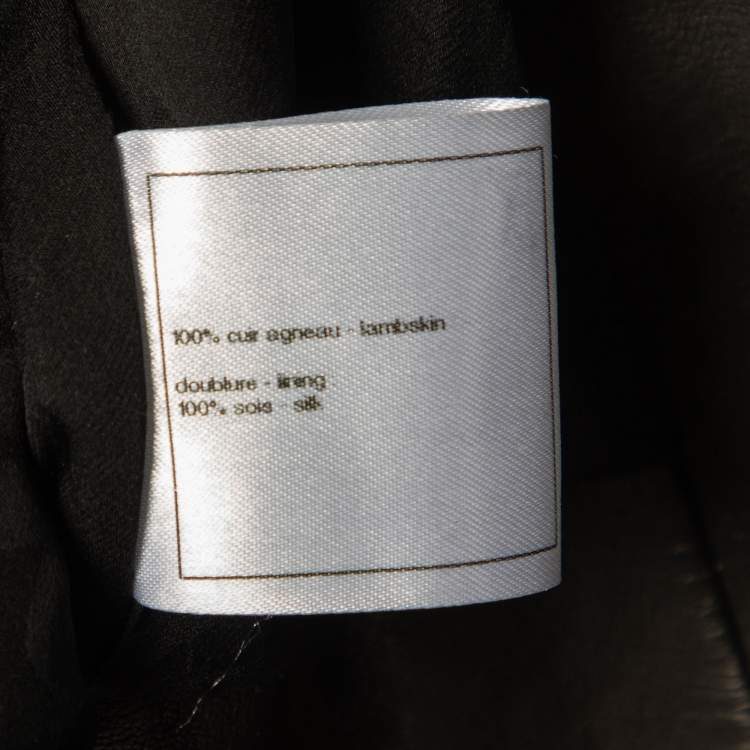 100% cuir agneau - lambskin
doublure - lining
100% soie - silk